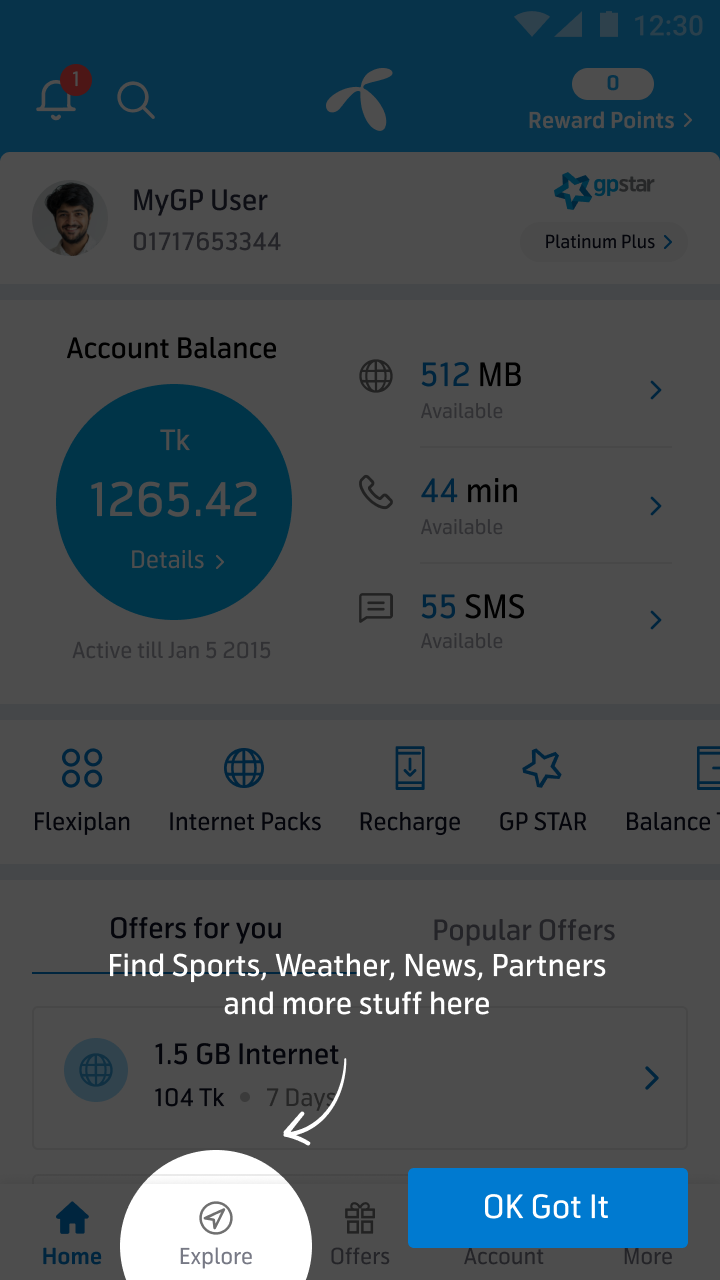 12:30
1
0
Reward Points
MyGP User
01717653344
gpstar
Platinum Plus
Account Balance
Tk
1265.42
Details
Active till Jan 5 2015
512 MB
Available
44 min
Available
55 SMS
Available
Flexiplan
Internet Packs
Recharge
GP STAR
Balance
Offers for you
Popular Offers
Find Sports, Weather, News, Partners
and more stuff here
1.5 GB Internet
104 Tk • 7 Days
OK Got It
Home
Explore
Offers
Account
More